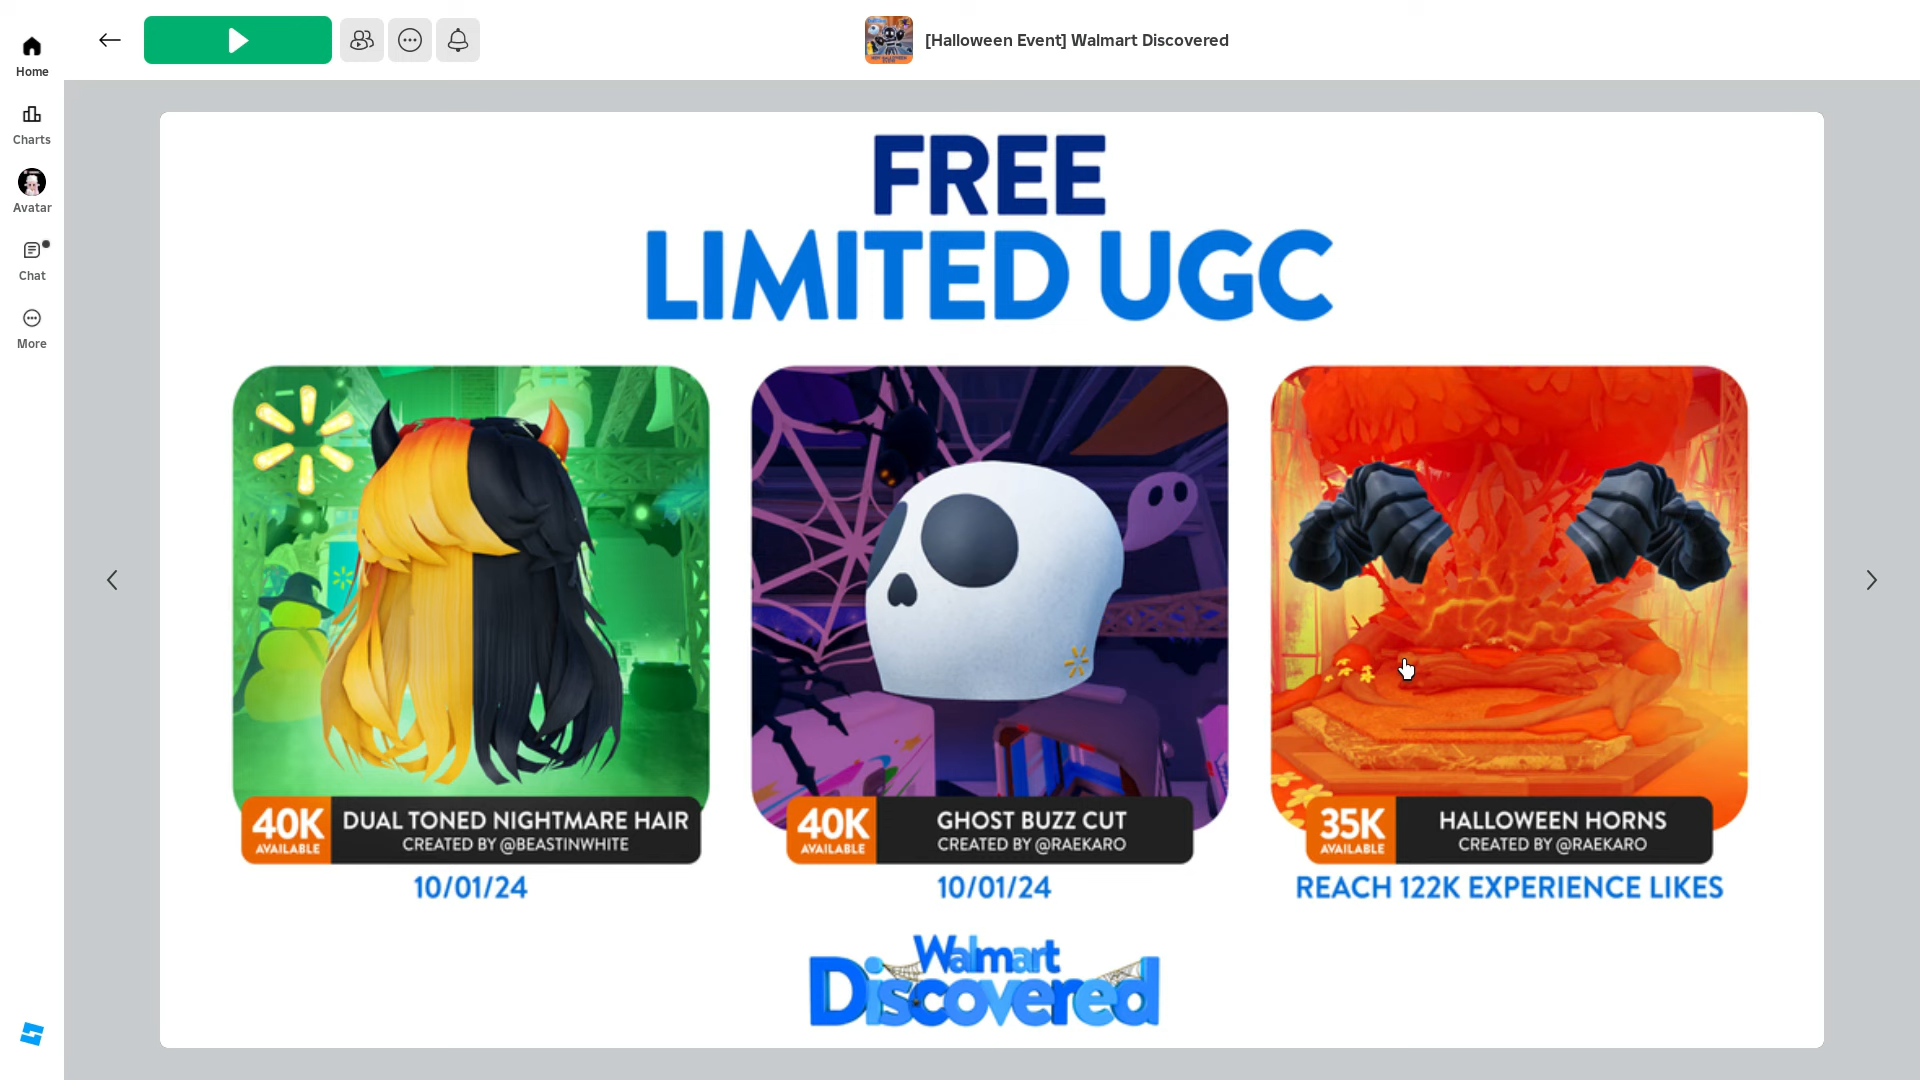 [Halloween Event] Walmart Discovered
Home
Charts
Avatar
Chat
More
FREE
LIMITED UGC
40K
AVAILABLE
DUAL TONED NIGHTMARE HAIR
CREATED BY @BEASTINWHITE
10/01/24
40K
AVAILABLE
GHOST BUZZ CUT
CREATED BY @RAEKARO
10/01/24
35K
AVAILABLE
HALLOWEEN HORNS
CREATED BY @RAEKARO
REACH 122K EXPERIENCE LIKES
Walmart
Discovered